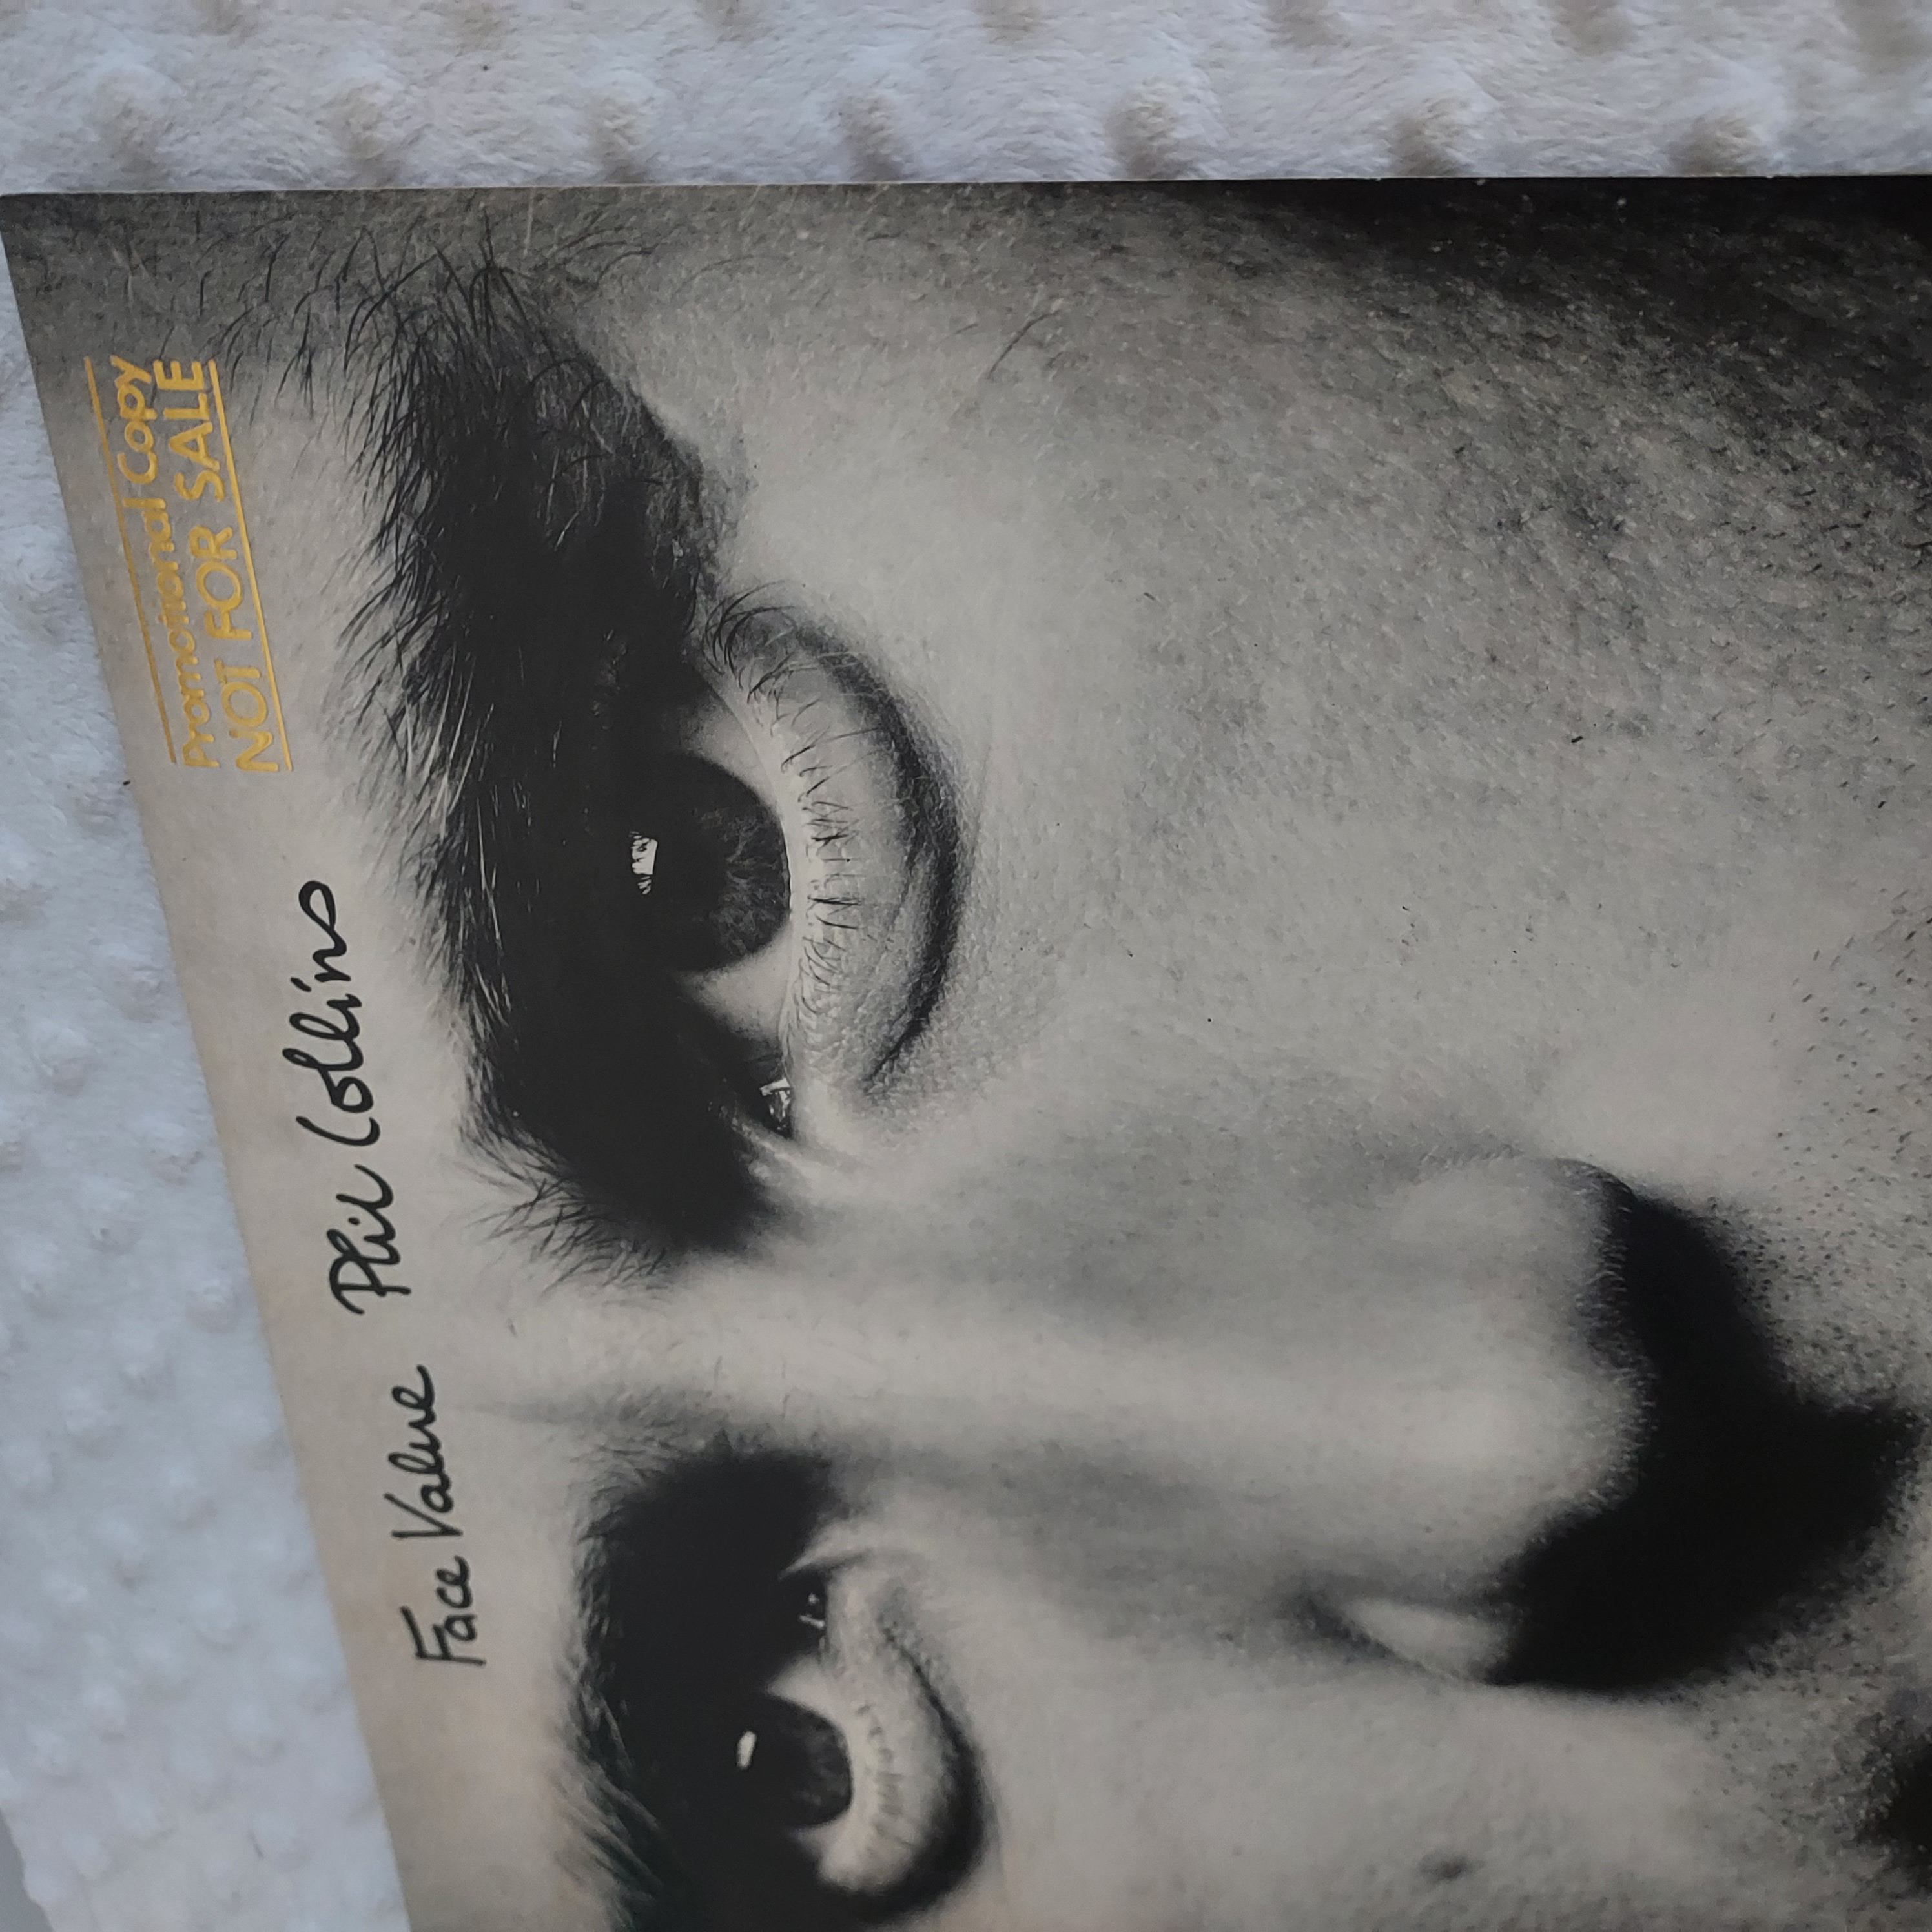 Face Value Phil Collins
Promotional Copy
NOT FOR SALE